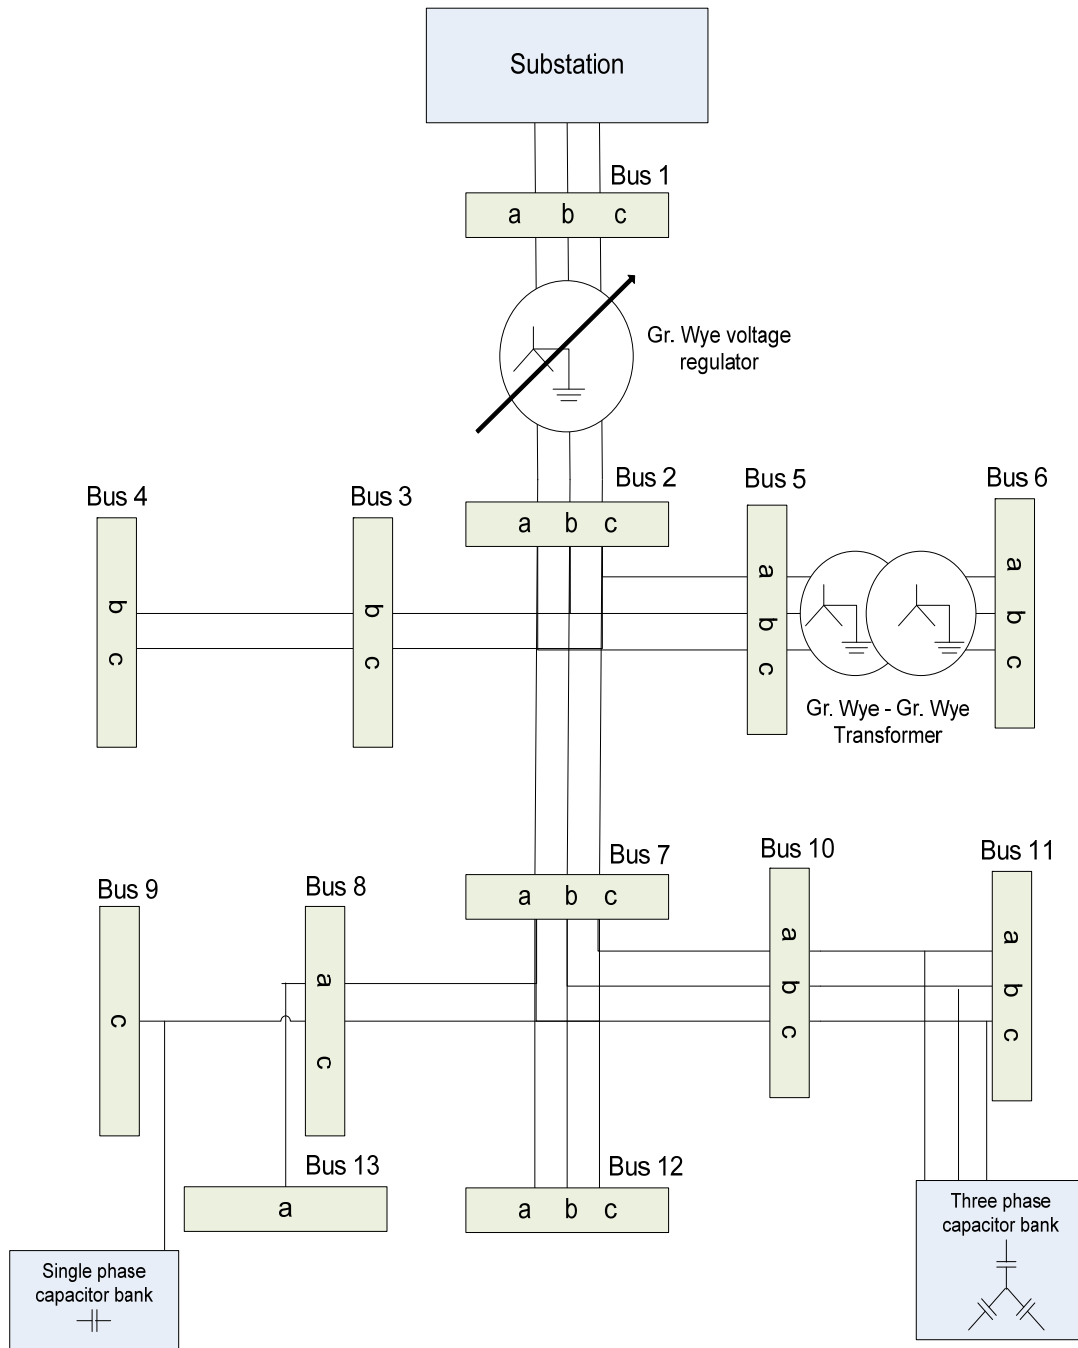 Substation
Bus 1
a b c
Gr. Wye voltage
regulator
Bus 4
Bus 3
Bus 2
Bus 5
Bus 6
b
c
b
c
a b c
a
b
c
a
b
c
Gr. Wye - Gr. Wye
Transformer
Bus 9
Bus 8
Bus 7
Bus 10
Bus 11
c
a
c
a b c
a
b
c
a
b
c
Bus 13
a
Bus 12
a b c
Single phase
capacitor bank
Three phase
capacitor bank